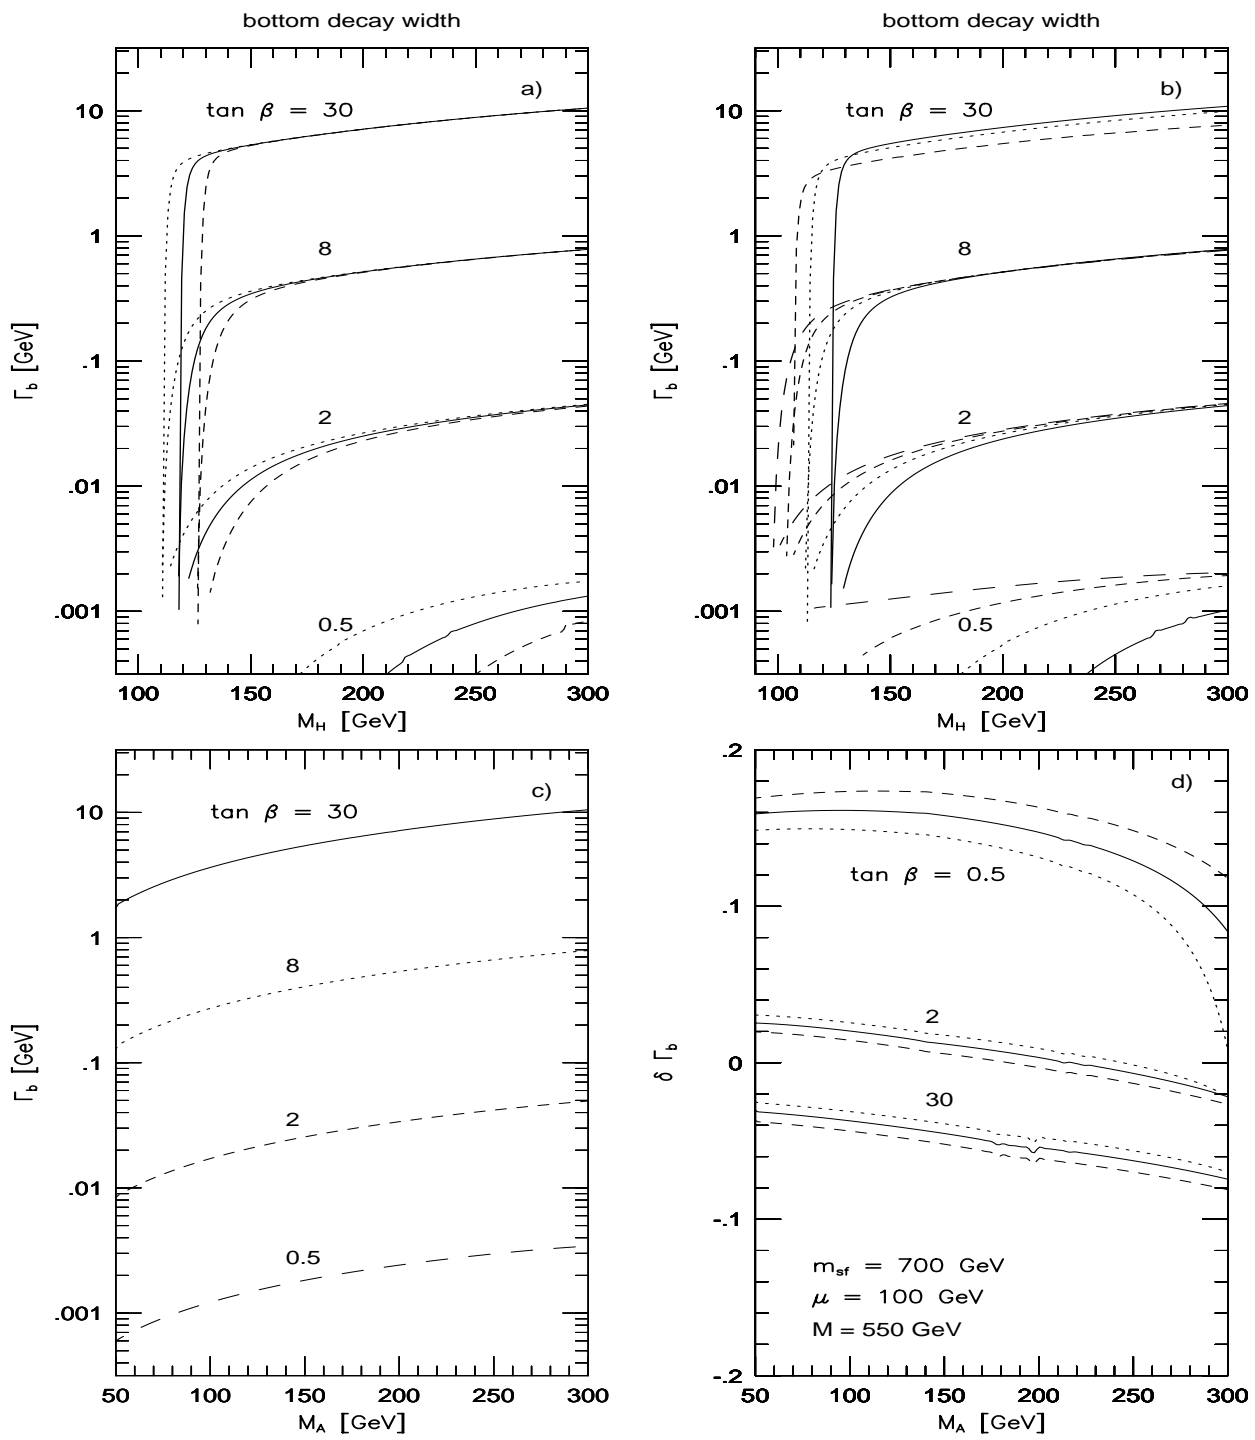 bottom decay width
a)
tan β = 30
8
2
0.5
10
1
.1
.01
.001
Γb [GeV]
100 150 200 250 300
MH [GeV]
bottom decay width
b)
tan β = 30
8
2
0.5
10
1
.1
.01
.001
Γb [GeV]
100 150 200 250 300
MH [GeV]
c)
tan β = 30
8
2
0.5
10
1
.1
.01
.001
Γb [GeV]
50 100 150 200 250 300
MA [GeV]
d)
tan β = 0.5
2
30
msf = 700 GeV
μ = 100 GeV
M = 550 GeV
.2
.1
0
-.1
-.2
δ Γb
50 100 150 200 250 300
MA [GeV]